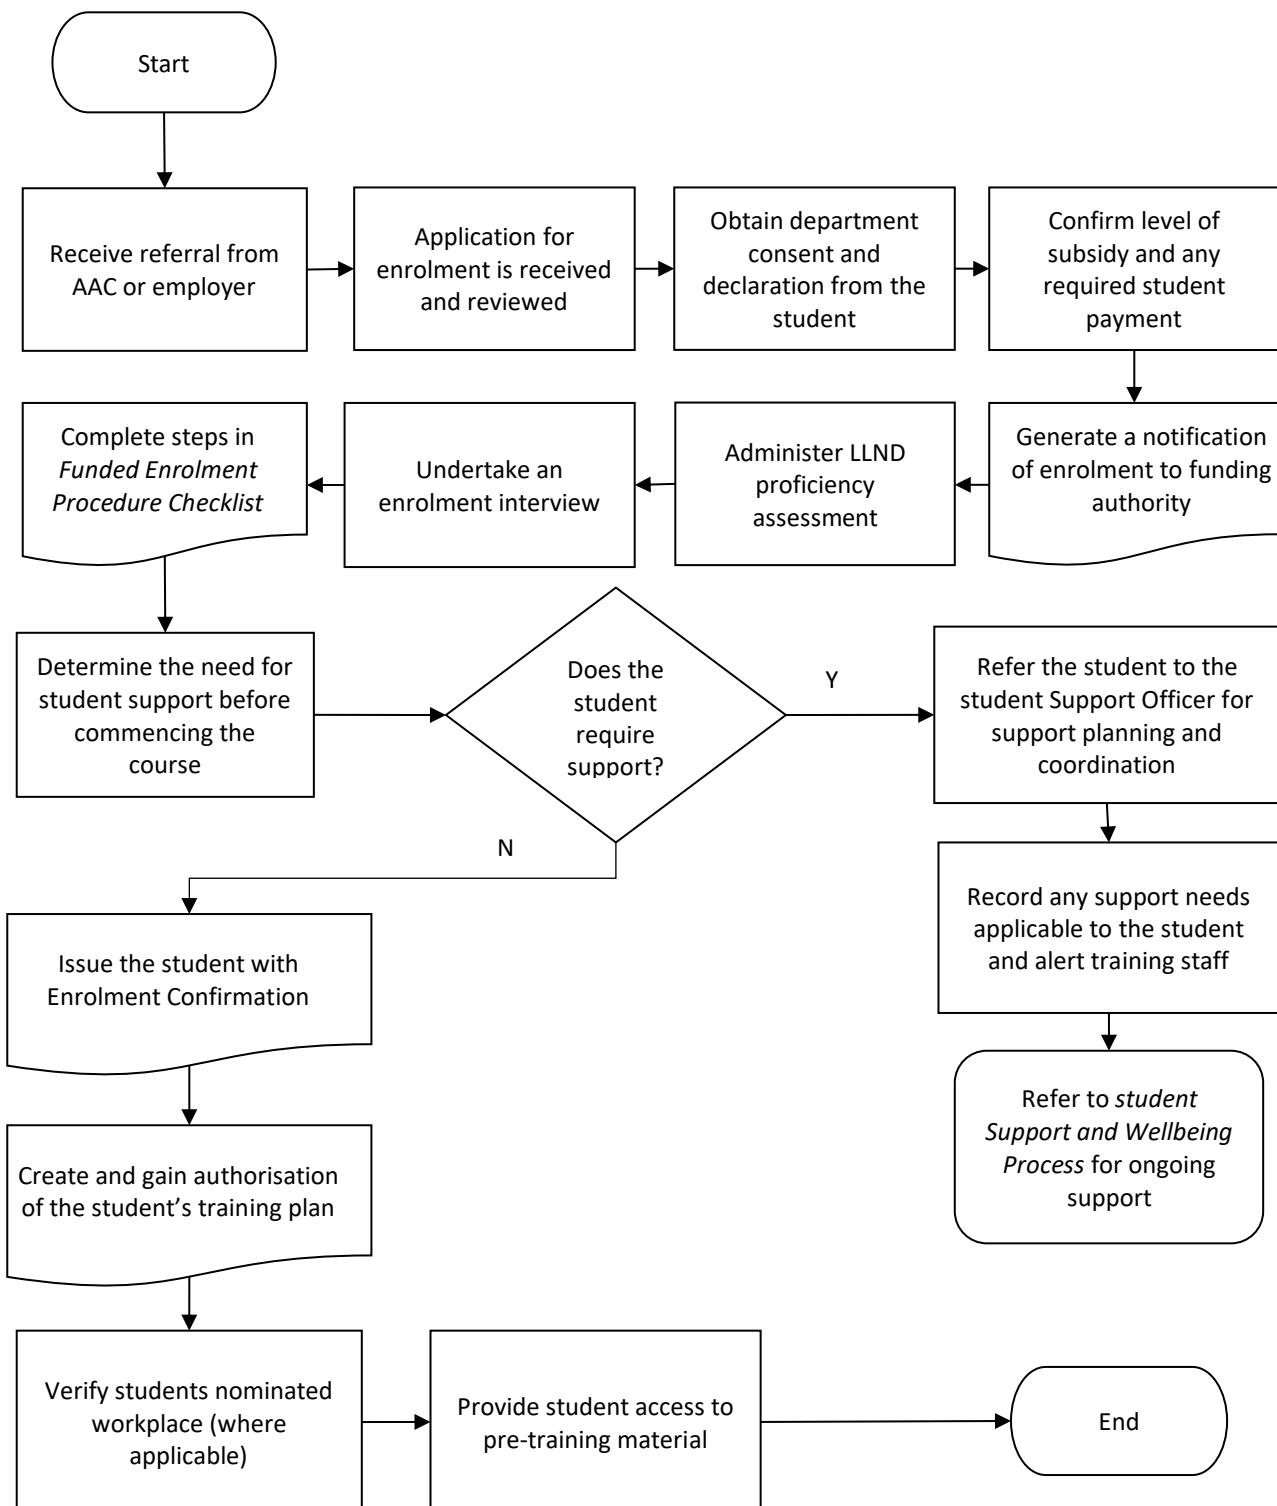 Start
Receive referral from
AAC or employer
Application for
enrolment is received
and reviewed
Obtain department
consent and
declaration from the
student
Confirm level of
subsidy and any
required student
payment
Generate a notification
of enrolment to funding
authority
Administer LLND
proficiency
assessment
Undertake an
enrolment interview
Complete steps in
Funded Enrolment
Procedure Checklist
Determine the need for
student support before
commencing the
course
Does the
student
require
support?
Y
Refer the student to the
student Support Officer for
support planning and
coordination
Record any support needs
applicable to the student
and alert training staff
Refer to student
Support and Wellbeing
Process for ongoing
support
N
Issue the student with
Enrolment Confirmation
Create and gain authorisation
of the student’s training plan
Verify students nominated
workplace (where
applicable)
Provide student access to
pre-training material
End